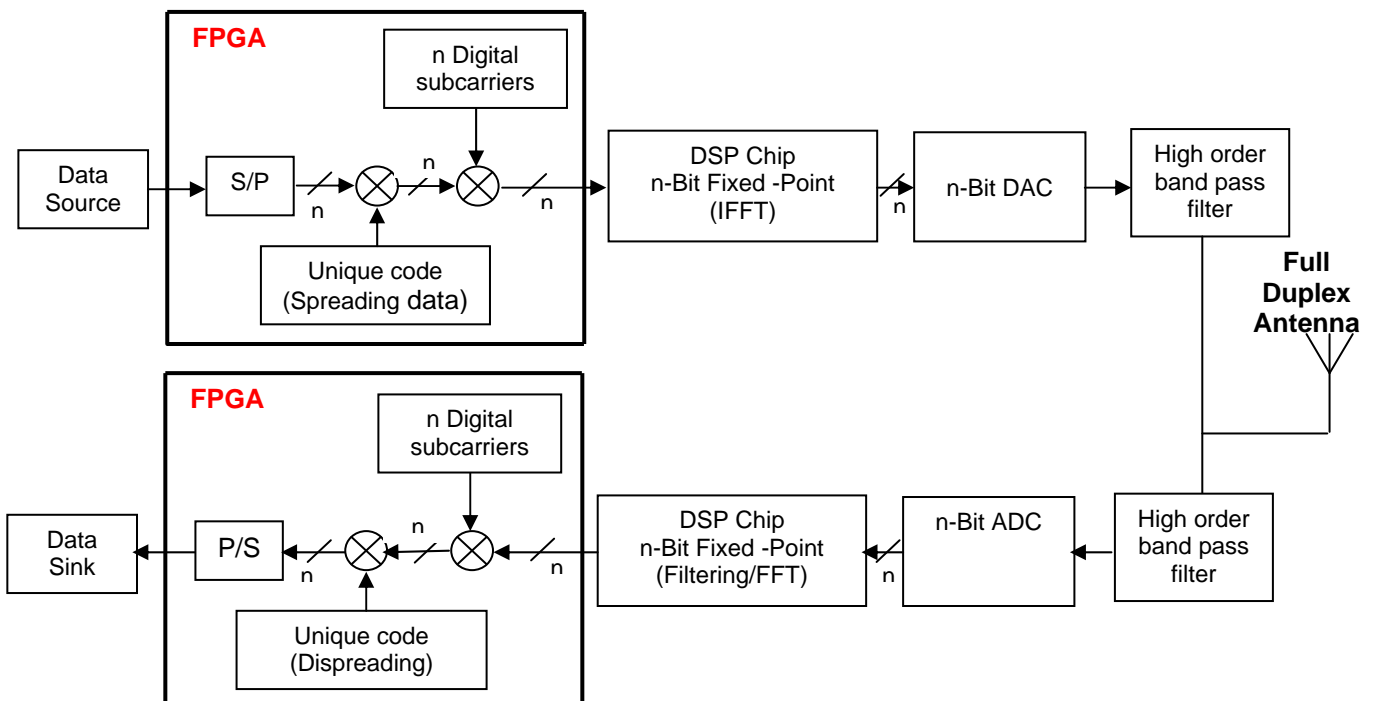 FPGA
n Digital
subcarriers
Data
Source
S/P
n
n
n
Unique code
(Spreading data)
DSP Chip
n-Bit Fixed -Point
(IFFT)
n
n-Bit DAC
High order
band pass
filter
Full
Duplex
Antenna
FPGA
n Digital
subcarriers
Data
Sink
P/S
n
n
n
Unique code
(Dispreading)
DSP Chip
n-Bit Fixed -Point
(Filtering/FFT)
n
n-Bit ADC
High order
band pass
filter